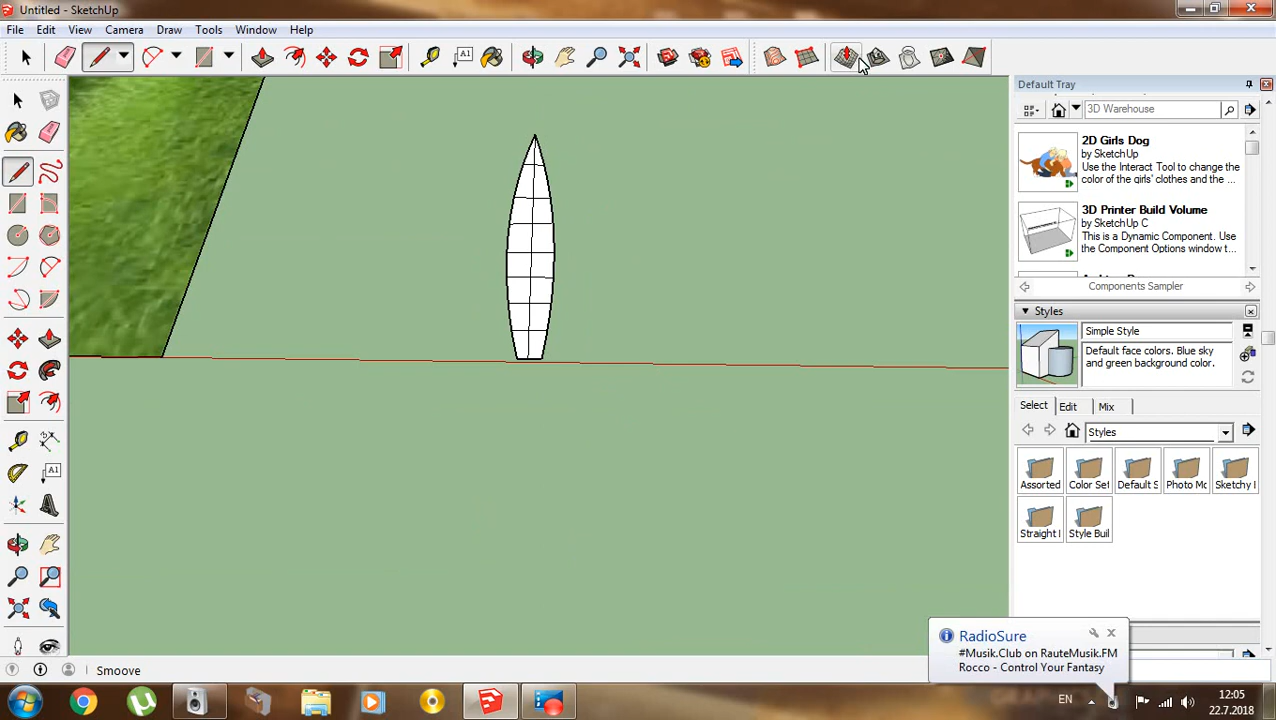 Untitled - SketchUp
File Edit View Camera Draw Tools Window Help
A1
Default Tray
3D Warehouse
2D Girls Dog
by SketchUp
Use the Interact Tool to change the
color of the girls' clothes and the ...
3D Printer Build Volume
by SketchUp C
This is a Dynamic Component. Use
the Component Options window t...
Components Sampler
Styles
Simple Style
Default face colors. Blue sky
and green background color.
Select Edit Mix
Styles
Assorted Color Set Default S Photo Mo Sketchy I
Straight I Style Buil
A1
RadioSure
#Musik.Club on RauteMusik.FM
Rocco - Control Your Fantasy
Smoove
EN
12:05
22.7.2018